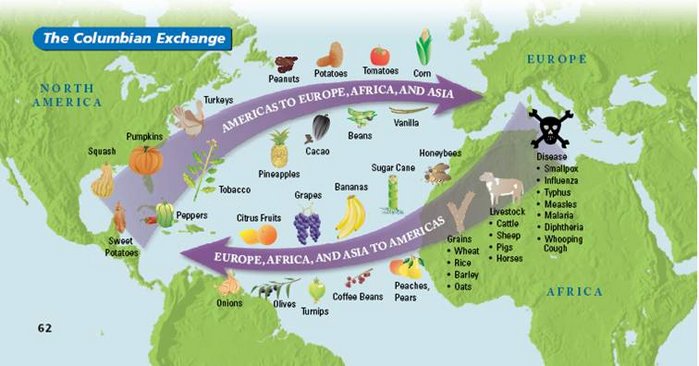 The Columbian Exchange
NORTH
AMERICA
EUROPE
AFRICA
Peanuts
Potatoes
Tomatoes
Corn
Turkeys
AMERICAS TO EUROPE, AFRICA, AND ASIA
Pumpkins
Squash
Beans
Vanilla
Cacao
Pineapples
Tobacco
Peppers
Sweet
Potatoes
Honeybees
Sugar Cane
Bananas
Grapes
Citrus Fruits
EUROPE, AFRICA, AND ASIA TO AMERICAS
Onions
Olives
Turnips
Coffee Beans
Peaches,
Pears
Grains
• Wheat
• Rice
• Barley
• Oats
Livestock
• Cattle
• Sheep
• Pigs
• Horses
Disease
• Smallpox
• Influenza
• Typhus
• Measles
• Malaria
• Diphtheria
• Whooping
Cough
62